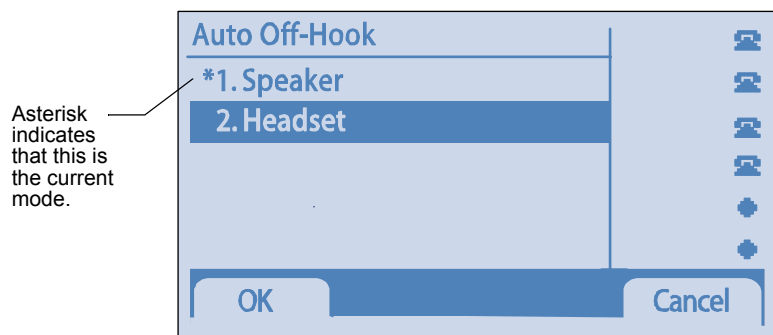 Auto Off-Hook
*1. Speaker
2. Headset
Asterisk
indicates
that this is
the current
mode.
OK
Cancel